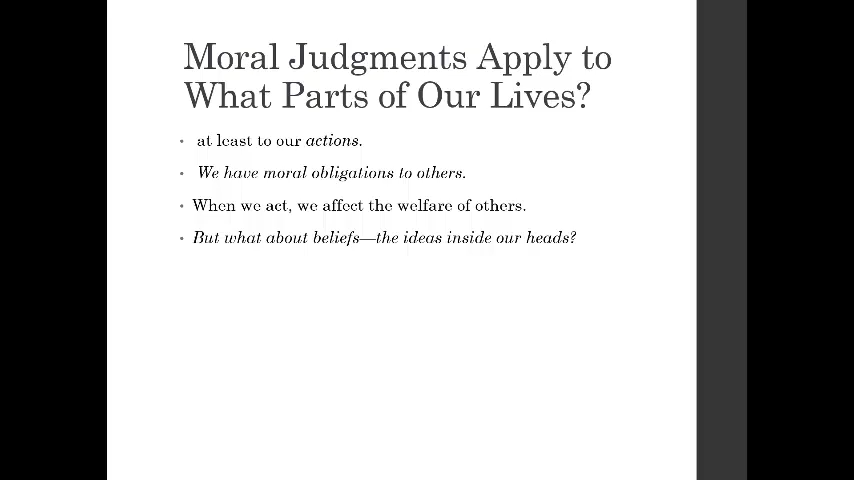 Moral Judgments Apply to
What Parts of Our Lives?
• at least to our actions.
• We have moral obligations to others.
• When we act, we affect the welfare of others.
• But what about beliefs—the ideas inside our heads?